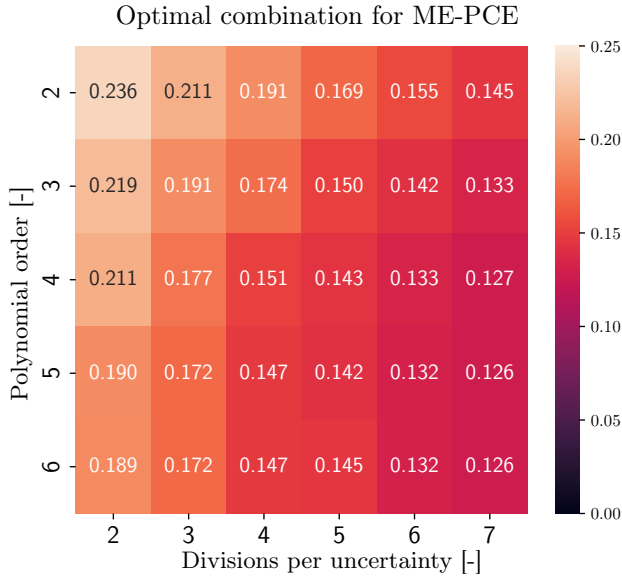 Optimal combination for ME-PCE
Polynomial order [-]
2 0.236 0.211 0.191 0.169 0.155 0.145
3 0.219 0.191 0.174 0.150 0.142 0.133
4 0.211 0.177 0.151 0.143 0.133 0.127
5 0.190 0.172 0.147 0.142 0.132 0.126
6 0.189 0.172 0.147 0.145 0.132 0.126
2 3 4 5 6 7
Divisions per uncertainty [-]
0.25
0.20
0.15
0.10
0.05
0.00